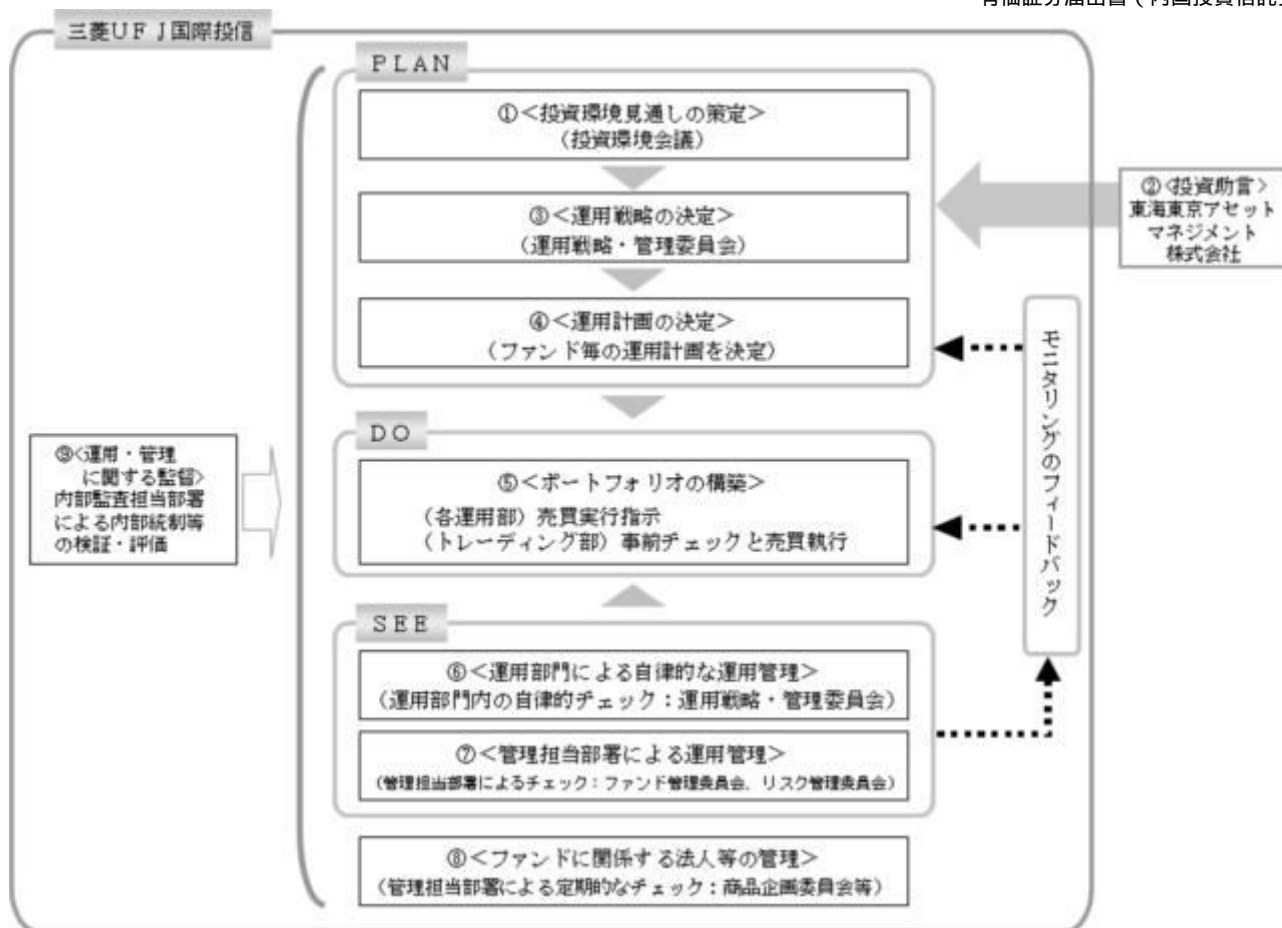 三菱ＵＦＪ国際投信
ＰＬＡＮ
①＜投資環境見通しの策定＞
（投資環境会議）
②＜投資助言＞
東海東京アセット
マネジメント
株式会社
③＜運用戦略の決定＞
（運用戦略・管理委員会）
④＜運用計画の決定＞
（ファンド毎の運用計画を決定）
モニタリングのフィードバック
ＤＯ
⑤＜ポートフォリオの構築＞
（各運用部）売買実行指示
（トレーディング部）事前チェックと売買執行
⑨＜運用・管理
に関する監督＞
内部監査担当部署
による内部統制等
の検証・評価
ＳＥＥ
⑥＜運用部門による自律的な運用管理＞
（運用部門内の自律的チェック：運用戦略・管理委員会）
⑦＜管理担当部署による運用管理＞
（管理担当部署によるチェック：ファンド管理委員会、リスク管理委員会）
⑧＜ファンドに関係する法人等の管理＞
（管理担当部署による定期的なチェック：商品企画委員会等）